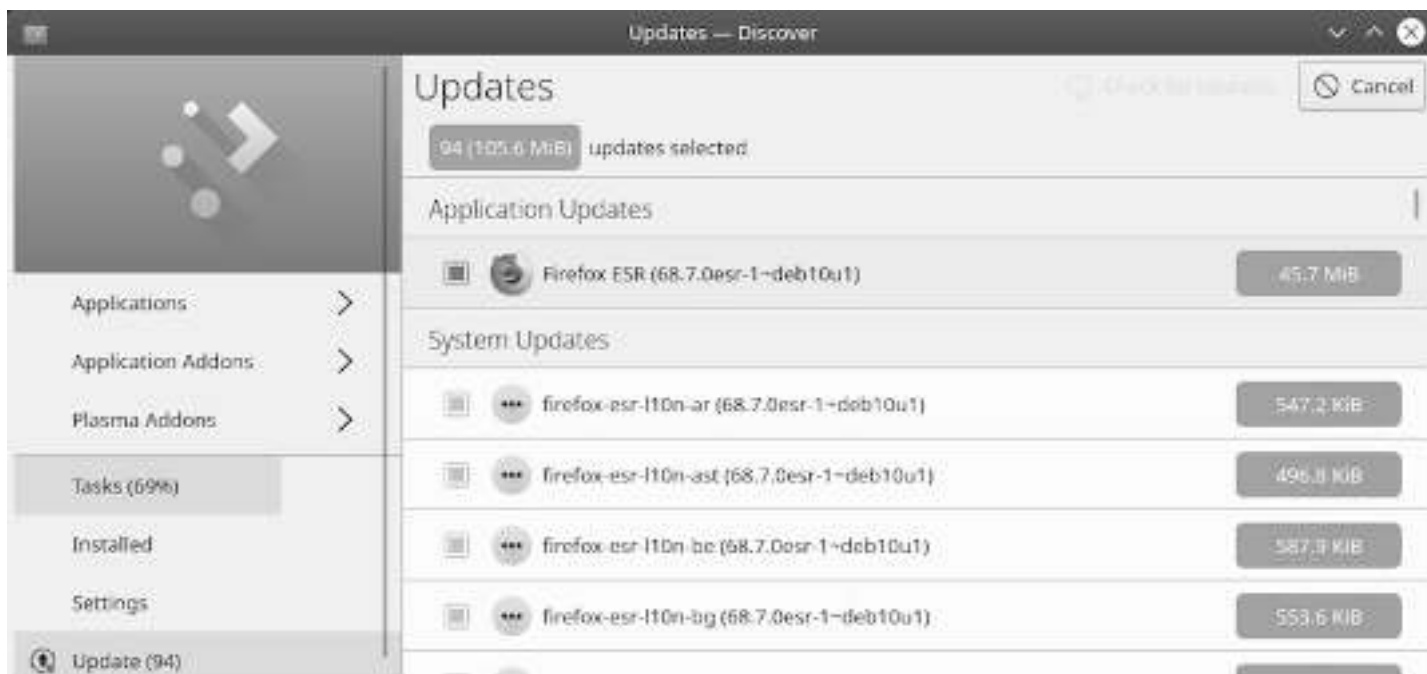 Updates — Discover
Updates
Check for Updates
Cancel
94 (105.6 MiB) updates selected
Application Updates
Firefox ESR (68.7.0esr-1~deb10u1)
45.7 MiB
System Updates
firefox-esr-l10n-ar (68.7.0esr-1~deb10u1)
547.2 KiB
firefox-esr-l10n-ast (68.7.0esr-1~deb10u1)
496.8 KiB
firefox-esr-l10n-be (68.7.0esr-1~deb10u1)
587.9 KiB
firefox-esr-l10n-bg (68.7.0esr-1~deb10u1)
553.6 KiB
Applications
Application Addons
Plasma Addons
Tasks (69%)
Installed
Settings
Update (94)